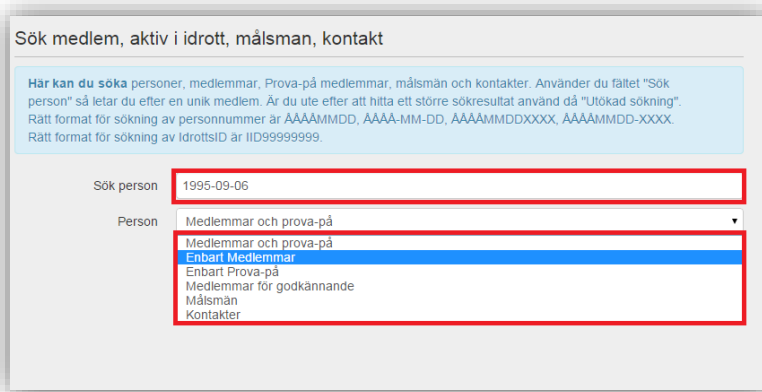 Sök medlem, aktiv i idrott, målsman, kontakt
Här kan du söka personer, medlemmar, Prova-på medlemmar, målsmän och kontakter. Använder du fältet "Sök
person" så letar du efter en unik medlem. Är du ute efter att hitta ett större sökresultat använd då "Utökad sökning".
Rätt format för sökning av personnummer är ÅÅÅÅMMDD, ÅÅÅÅ-MM-DD, ÅÅÅÅMMDDXXXX, ÅÅÅÅMMDD-XXXX.
Rätt format för sökning av IdrottsID är IID99999999.
Sök person 1995-09-06
Person Medlemmar och prova-på
Medlemmar och prova-på
Enbart Medlemmar
Enbart Prova-på
Medlemmar för godkännande
Målsmän
Kontakter